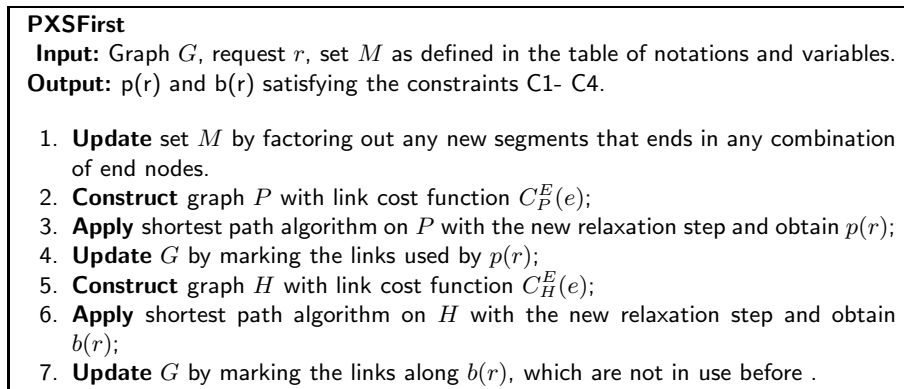 PXSFirst
Input: Graph G, request r, set M as defined in the table of notations and variables.
Output: p(r) and b(r) satisfying the constraints C1- C4.
1. Update set M by factoring out any new segments that ends in any combination
of end nodes.
2. Construct graph P with link cost function C_P^E(e);
3. Apply shortest path algorithm on P with the new relaxation step and obtain p(r);
4. Update G by marking the links used by p(r);
5. Construct graph H with link cost function C_H^E(e);
6. Apply shortest path algorithm on H with the new relaxation step and obtain
b(r);
7. Update G by marking the links along b(r), which are not in use before .